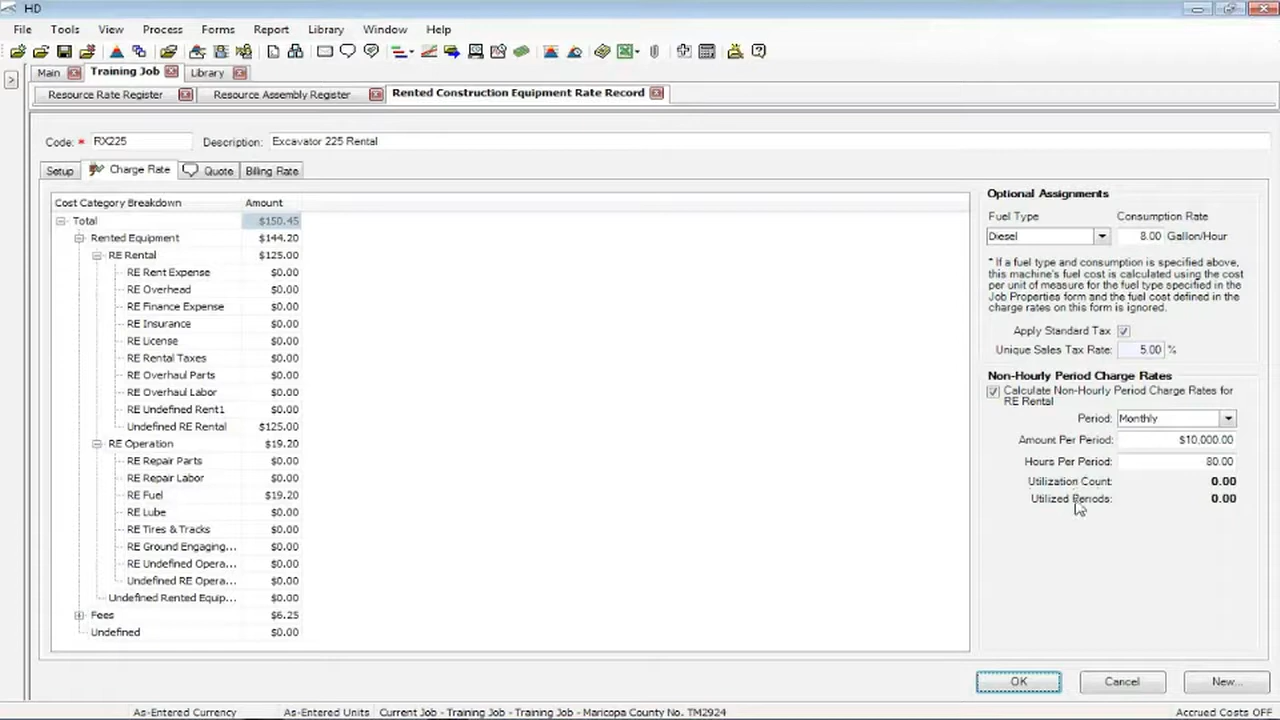 HD
File Tools View Process Forms Report Library Window Help
Main Training Job Library
Resource Rate Register Resource Assembly Register Rented Construction Equipment Rate Record
Code: * RX225 Description: Excavator 225 Rental
Setup Charge Rate Quote Billing Rate
Cost Category Breakdown Amount
Total $150.45
Rented Equipment $144.20
RE Rental $125.00
RE Rent Expense $0.00
RE Overhead $0.00
RE Finance Expense $0.00
RE Insurance $0.00
RE License $0.00
RE Rental Taxes $0.00
RE Overhaul Parts $0.00
RE Overhaul Labor $0.00
RE Undefined Rent1 $0.00
Undefined RE Rental $125.00
RE Operation $19.20
RE Repair Parts $0.00
RE Repair Labor $0.00
RE Fuel $19.20
RE Lube $0.00
RE Tires & Tracks $0.00
RE Ground Engaging... $0.00
RE Undefined Opera... $0.00
Undefined RE Opera... $0.00
Undefined Rented Equip... $0.00
Fees $6.25
Undefined $0.00
Optional Assignments
Fuel Type Consumption Rate
Diesel 8.00 Gallon/Hour
* If a fuel type and consumption is specified above,
this machine's fuel cost is calculated using the cost
per unit of measure for the fuel type specified in the
Job Properties form and the fuel cost defined in the
charge rates on this form is ignored.
Apply Standard Tax
Unique Sales Tax Rate: 5.00 %
Non-Hourly Period Charge Rates
Calculate Non-Hourly Period Charge Rates for
RE Rental
Period: Monthly
Amount Per Period: $10,000.00
Hours Per Period: 80.00
Utilization Count: 0.00
Utilized Periods: 0.00
OK Cancel New...
As-Entered Currency As-Entered Units Current Job - Training Job - Training Job - Maricopa County No. TM2924 Accrued Costs OFF